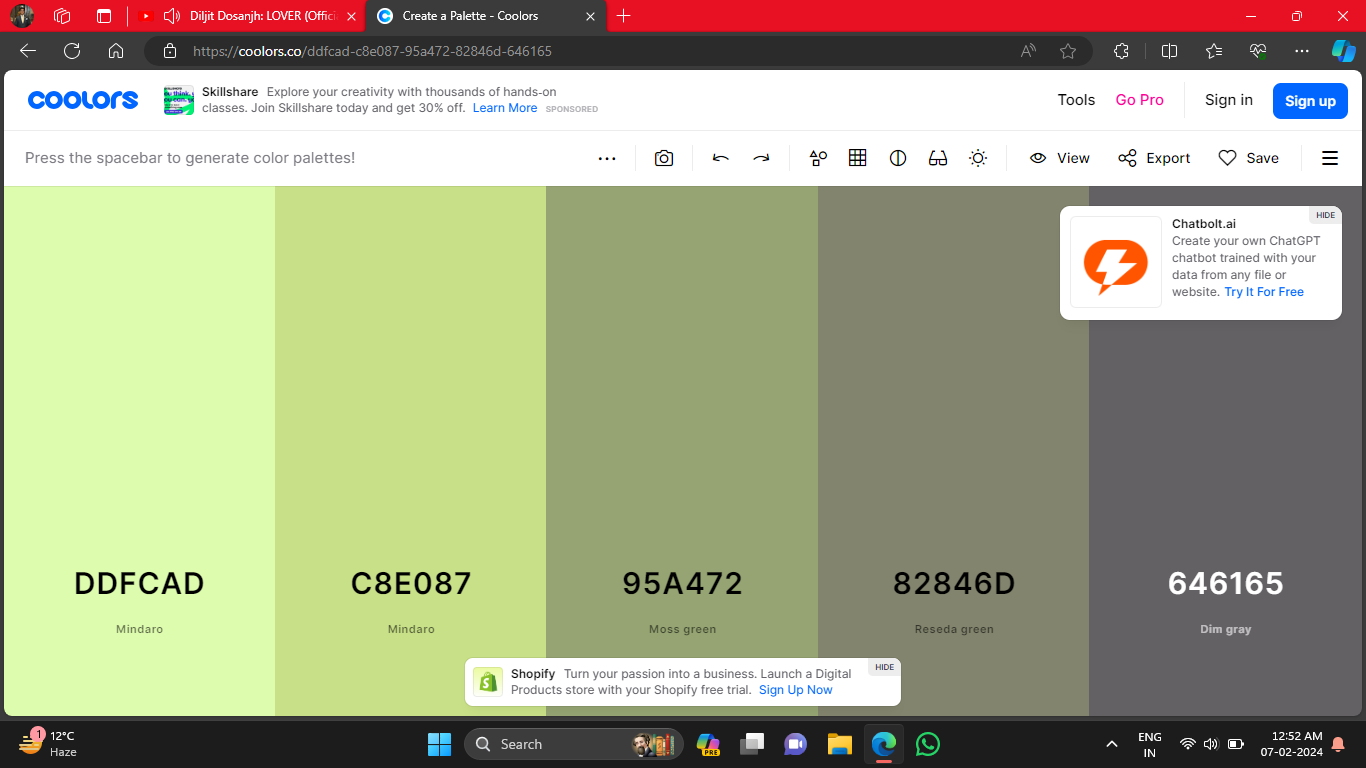 Diljit Dosanjh: LOVER (Offici
Create a Palette - Coolors
https://coolors.co/ddfcad-c8e087-95a472-82846d-646165
coolors
Skillshare Explore your creativity with thousands of hands-on
classes. Join Skillshare today and get 30% off. Learn More SPONSORED
Tools
Go Pro
Sign in
Sign up
Press the spacebar to generate color palettes!
View
Export
Save
HIDE
Chatbolt.ai
Create your own ChatGPT
chatbot trained with your
data from any file or
website. Try It For Free
DDFCAD
Mindaro
C8E087
Mindaro
95A472
Moss green
82846D
Reseda green
646165
Dim gray
HIDE
Shopify Turn your passion into a business. Launch a Digital
Products store with your Shopify free trial. Sign Up Now
1
12°C
Haze
Search
PRE
ENG
IN
12:52 AM
07-02-2024